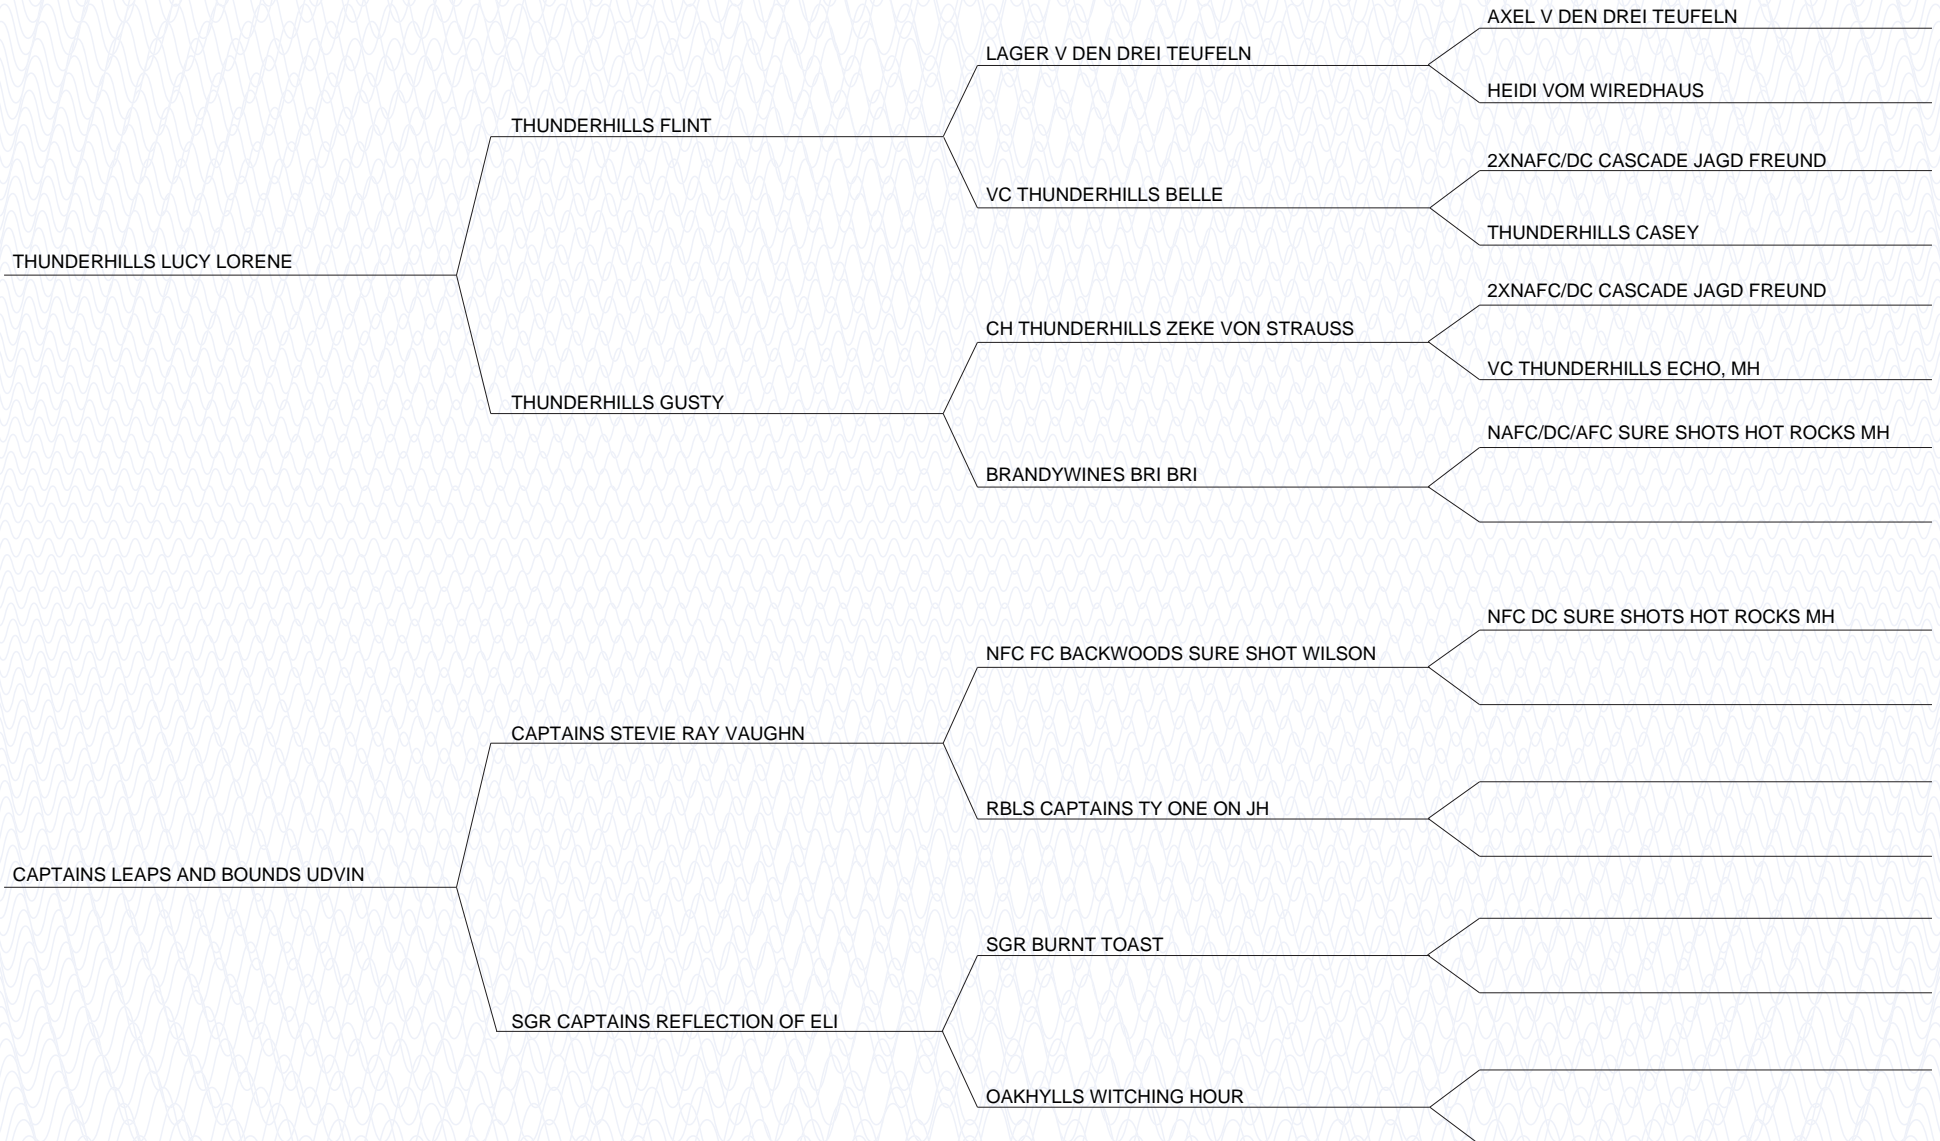 AXEL V DEN DREI TEUFELN
LAGER V DEN DREI TEUFELN
HEIDI VOM WIREDHAUS
THUNDERHILLS FLINT
2XNAFC/DC CASCADE JAGD FREUND
VC THUNDERHILLS BELLE
THUNDERHILLS CASEY
THUNDERHILLS LUCY LORENE
2XNAFC/DC CASCADE JAGD FREUND
CH THUNDERHILLS ZEKE VON STRAUSS
VC THUNDERHILLS ECHO, MH
THUNDERHILLS GUSTY
NAFC/DC/AFC SURE SHOTS HOT ROCKS MH
BRANDYWINES BRI BRI
NFC DC SURE SHOTS HOT ROCKS MH
NFC FC BACKWOODS SURE SHOT WILSON
CAPTAINS STEVIE RAY VAUGHN
RBLS CAPTAINS TY ONE ON JH
CAPTAINS LEAPS AND BOUNDS UDVIN
SGR BURNT TOAST
SGR CAPTAINS REFLECTION OF ELI
OAKHYLLS WITCHING HOUR